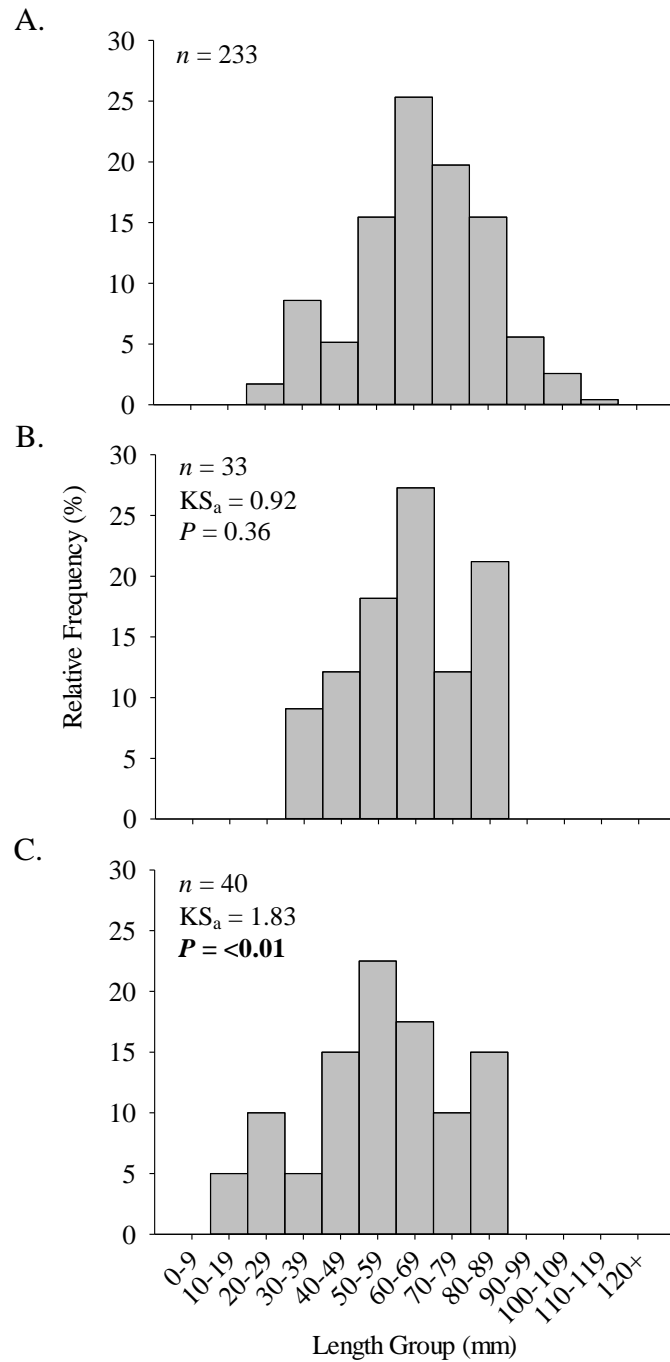 A.
30
25
20
15
10
5
0
n = 233
B.
30
25
20
15
10
5
0
n = 33
KSa = 0.92
P = 0.36
Relative Frequency (%)
C.
30
25
20
15
10
5
0
n = 40
KSa = 1.83
P = <0.01
0-9
10-19
20-29
30-39
40-49
50-59
60-69
70-79
80-89
90-99
100-109
110-119
120+
Length Group (mm)